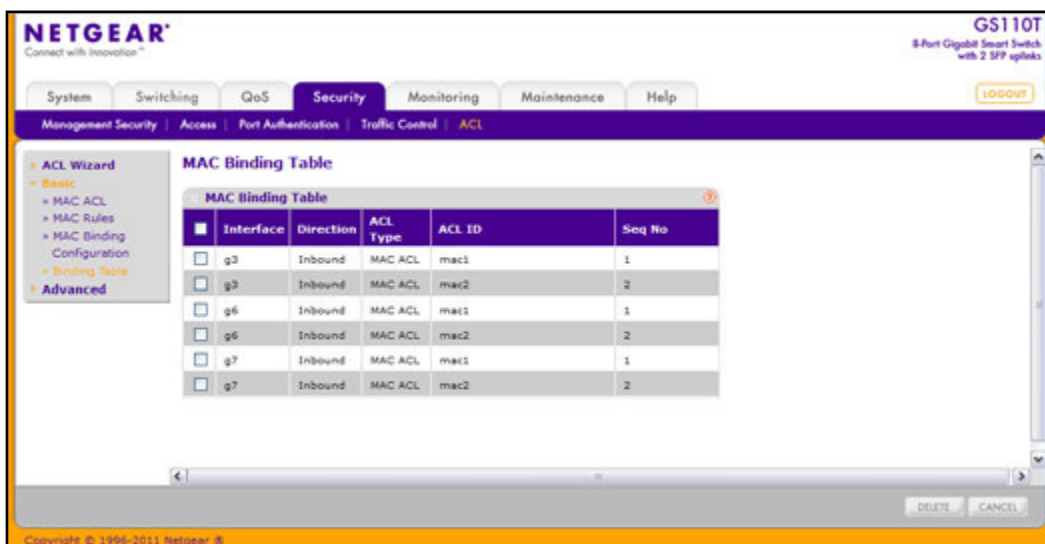 NETGEAR®
Connect with Innovation™
GS110T
8-Port Gigabit Smart Switch
with 2 SFP uplinks
System Switching QoS Security Monitoring Maintenance Help LOGOUT
Management Security | Access | Port Authentication | Traffic Control | ACL
ACL Wizard
Basic
» MAC ACL
» MAC Rules
» MAC Binding
Configuration
» Binding Table
Advanced
MAC Binding Table
MAC Binding Table
Interface Direction ACL Type ACL ID Seq No
g3 Inbound MAC ACL mac1 1
g3 Inbound MAC ACL mac2 2
g6 Inbound MAC ACL mac1 1
g6 Inbound MAC ACL mac2 2
g7 Inbound MAC ACL mac1 1
g7 Inbound MAC ACL mac2 2
DELETE CANCEL
Copyright © 1996-2011 Netgear ®